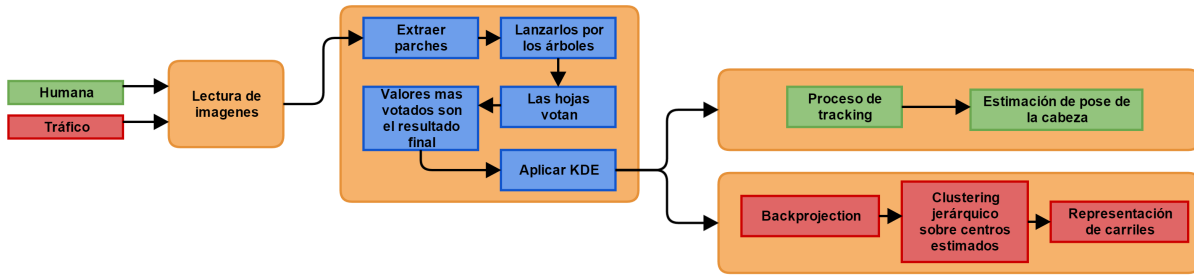 Humana
Tráfico
Lectura de
imagenes
Extraer
parches
Lanzarlos por
los árboles
Las hojas
votan
Valores mas
votados son
el resultado
final
Aplicar KDE
Proceso de
tracking
Estimación de pose de
la cabeza
Backprojection
Clustering
jerárquico
sobre centros
estimados
Representación
de carriles